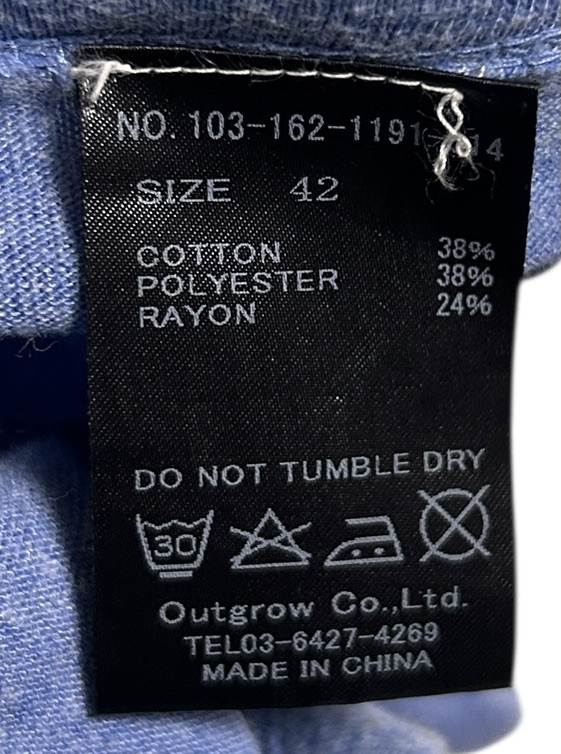 NO. 103-162-1191 14
SIZE 42
COTTON 38%
POLYESTER 38%
RAYON 24%
DO NOT TUMBLE DRY
30
Outgrow Co.,Ltd.
TEL03-6427-4269
MADE IN CHINA